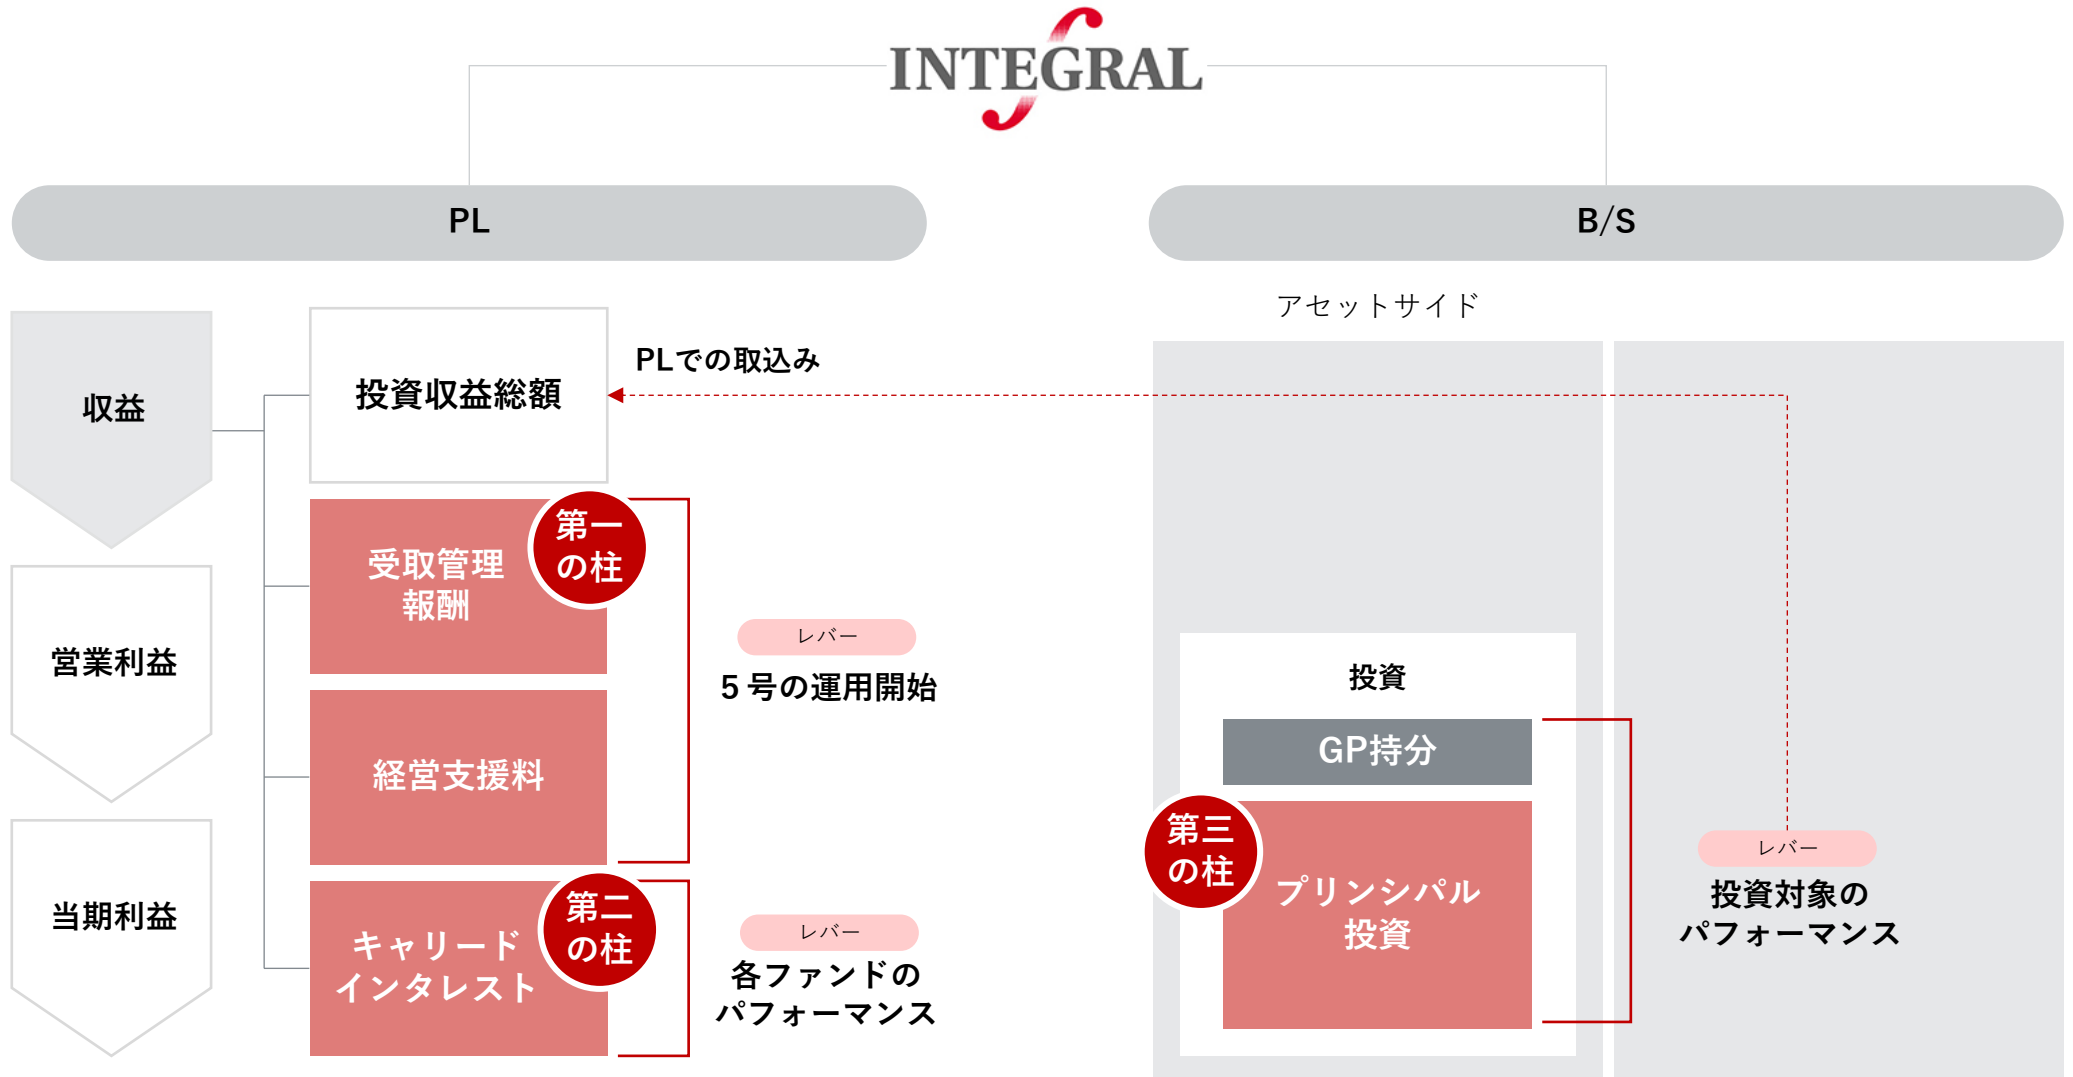 INTEGRAL
PL
B/S
アセットサイド
収益
営業利益
当期利益
投資収益総額
PLでの取込み
受取管理
報酬
第一
の柱
経営支援料
レバー
５号の運用開始
キャリード
インタレスト
第二
の柱
レバー
各ファンドの
パフォーマンス
投資
GP持分
第三
の柱
プリンシパル
投資
レバー
投資対象の
パフォーマンス